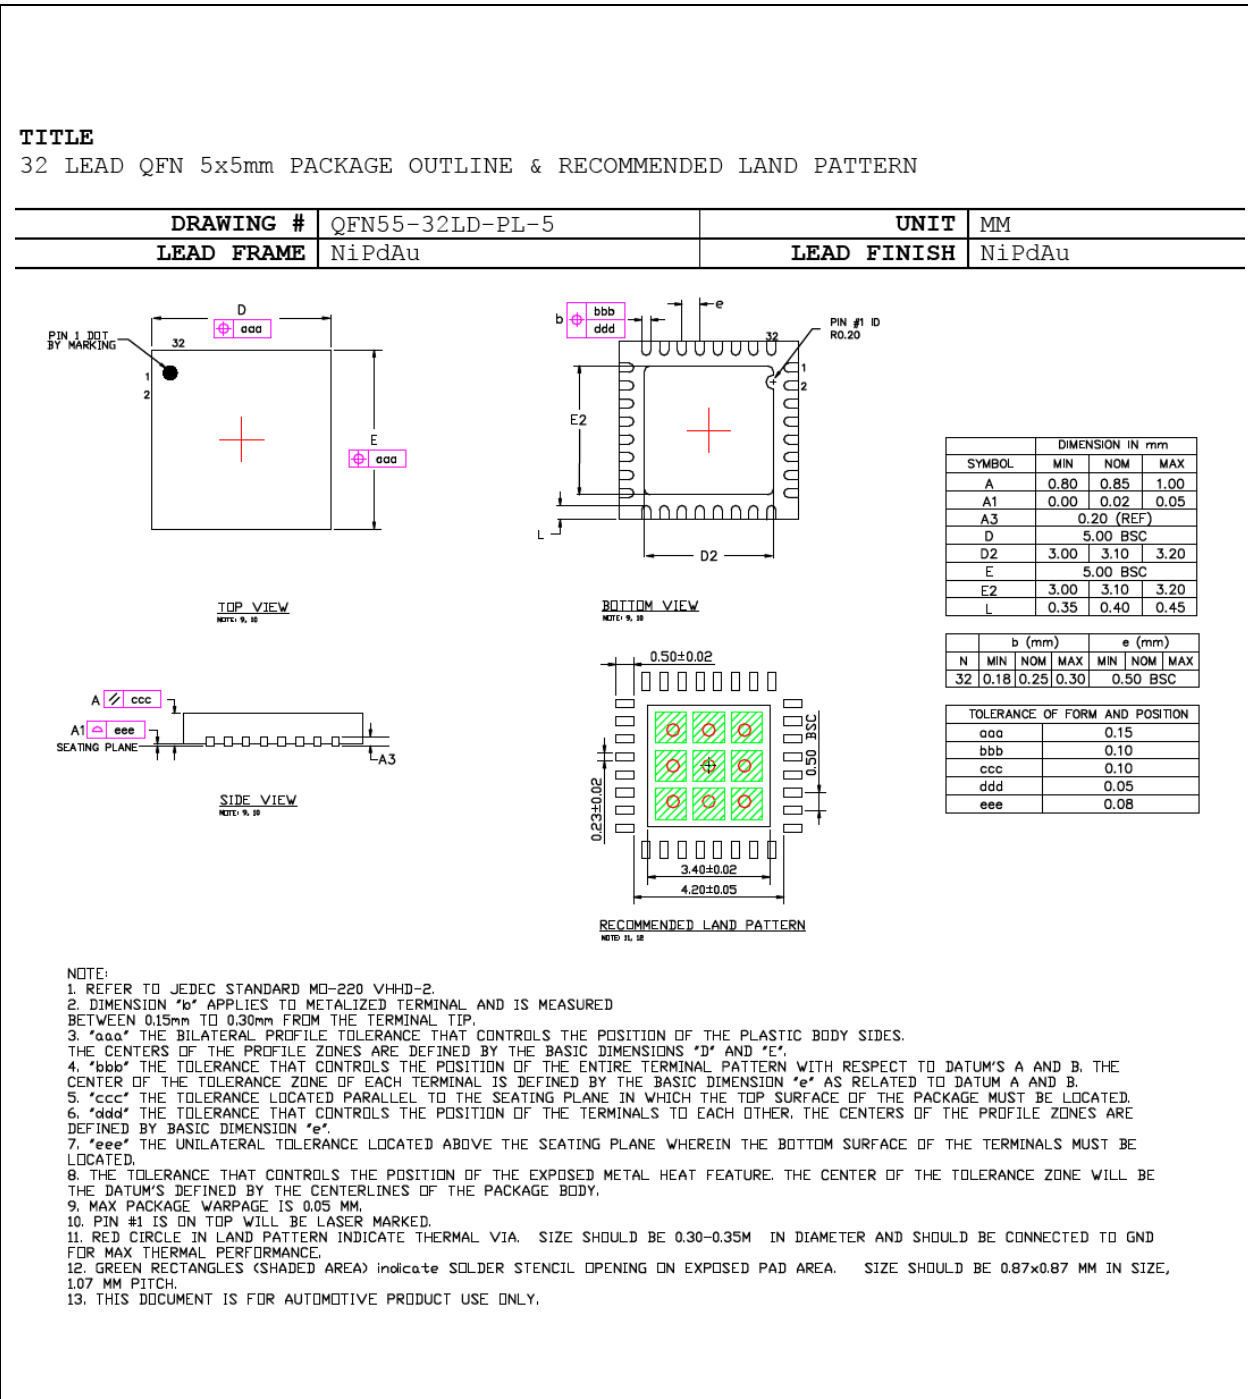 TITLE
32 LEAD QFN 5x5mm PACKAGE OUTLINE & RECOMMENDED LAND PATTERN
DRAWING # QFN55-32LD-PL-5 UNIT MM
LEAD FRAME NiPdAu LEAD FINISH NiPdAu
D
aaa
PIN 1 DOT
BY MARKING
32
1
2
E
aaa
TOP VIEW
NOTE: 9, 10
b bbb
ddd
e
PIN #1 ID
R0.20
32
1
2
E2
L
D2
BOTTOM VIEW
NOTE: 9, 10
DIMENSION IN mm
SYMBOL MIN NOM MAX
A 0.80 0.85 1.00
A1 0.00 0.02 0.05
A3 0.20 (REF)
D 5.00 BSC
D2 3.00 3.10 3.20
E 5.00 BSC
E2 3.00 3.10 3.20
L 0.35 0.40 0.45
b (mm) e (mm)
N MIN NOM MAX MIN NOM MAX
32 0.18 0.25 0.30 0.50 BSC
TOLERANCE OF FORM AND POSITION
aaa 0.15
bbb 0.10
ccc 0.10
ddd 0.05
eee 0.08
A // ccc
A1 eee
SEATING PLANE
A3
SIDE VIEW
NOTE: 9, 10
0.50±0.02
0.50 BSC
0.23±0.02
3.40±0.02
4.20±0.05
RECOMMENDED LAND PATTERN
NOTE: 11, 12
NOTE:
1. REFER TO JEDEC STANDARD MO-220 VHHD-2.
2. DIMENSION "b" APPLIES TO METALIZED TERMINAL AND IS MEASURED
BETWEEN 0.15mm TO 0.30mm FROM THE TERMINAL TIP.
3. "aaa" THE BILATERAL PROFILE TOLERANCE THAT CONTROLS THE POSITION OF THE PLASTIC BODY SIDES.
THE CENTERS OF THE PROFILE ZONES ARE DEFINED BY THE BASIC DIMENSIONS "D" AND "E".
4. "bbb" THE TOLERANCE THAT CONTROLS THE POSITION OF THE ENTIRE TERMINAL PATTERN WITH RESPECT TO DATUM'S A AND B. THE
CENTER OF THE TOLERANCE ZONE OF EACH TERMINAL IS DEFINED BY THE BASIC DIMENSION "e" AS RELATED TO DATUM A AND B.
5. "ccc" THE TOLERANCE LOCATED PARALLEL TO THE SEATING PLANE IN WHICH THE TOP SURFACE OF THE PACKAGE MUST BE LOCATED.
6. "ddd" THE TOLERANCE THAT CONTROLS THE POSITION OF THE TERMINALS TO EACH OTHER. THE CENTERS OF THE PROFILE ZONES ARE
DEFINED BY BASIC DIMENSION "e".
7. "eee" THE UNILATERAL TOLERANCE LOCATED ABOVE THE SEATING PLANE WHEREIN THE BOTTOM SURFACE OF THE TERMINALS MUST BE
LOCATED.
8. THE TOLERANCE THAT CONTROLS THE POSITION OF THE EXPOSED METAL HEAT FEATURE. THE CENTER OF THE TOLERANCE ZONE WILL BE
THE DATUM'S DEFINED BY THE CENTERLINES OF THE PACKAGE BODY.
9. MAX PACKAGE WARPAGE IS 0.05 MM.
10. PIN #1 IS ON TOP WILL BE LASER MARKED.
11. RED CIRCLE IN LAND PATTERN INDICATE THERMAL VIA. SIZE SHOULD BE 0.30-0.35M IN DIAMETER AND SHOULD BE CONNECTED TO GND
FOR MAX THERMAL PERFORMANCE.
12. GREEN RECTANGLES (SHADED AREA) indicate SOLDER STENCIL OPENING ON EXPOSED PAD AREA. SIZE SHOULD BE 0.87x0.87 MM IN SIZE,
1.07 MM PITCH.
13. THIS DOCUMENT IS FOR AUTOMOTIVE PRODUCT USE ONLY.